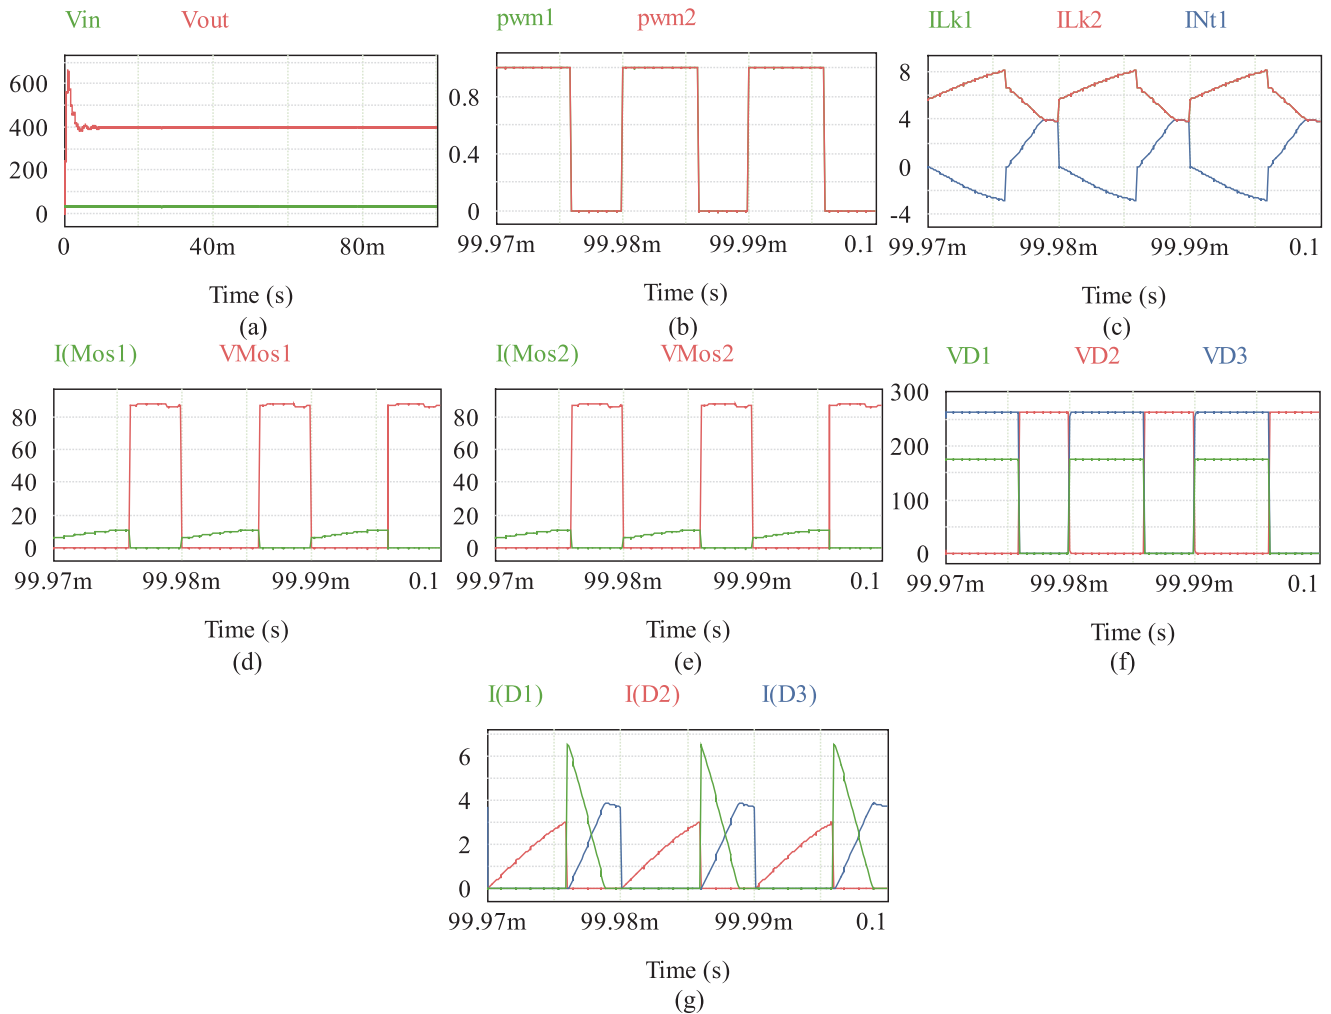 Vin Vout
600
400
200
0
0 40m 80m
Time (s)
(a)
pwm1 pwm2
0.8
0.4
0
99.97m 99.98m 99.99m 0.1
Time (s)
(b)
ILk1 ILk2 INt1
8
4
0
-4
99.97m 99.98m 99.99m 0.1
Time (s)
(c)
I(Mos1) VMos1
80
60
40
20
0
99.97m 99.98m 99.99m 0.1
Time (s)
(d)
I(Mos2) VMos2
80
60
40
20
0
99.97m 99.98m 99.99m 0.1
Time (s)
(e)
VD1 VD2 VD3
300
200
100
0
99.97m 99.98m 99.99m 0.1
Time (s)
(f)
I(D1) I(D2) I(D3)
6
4
2
0
99.97m 99.98m 99.99m 0.1
Time (s)
(g)